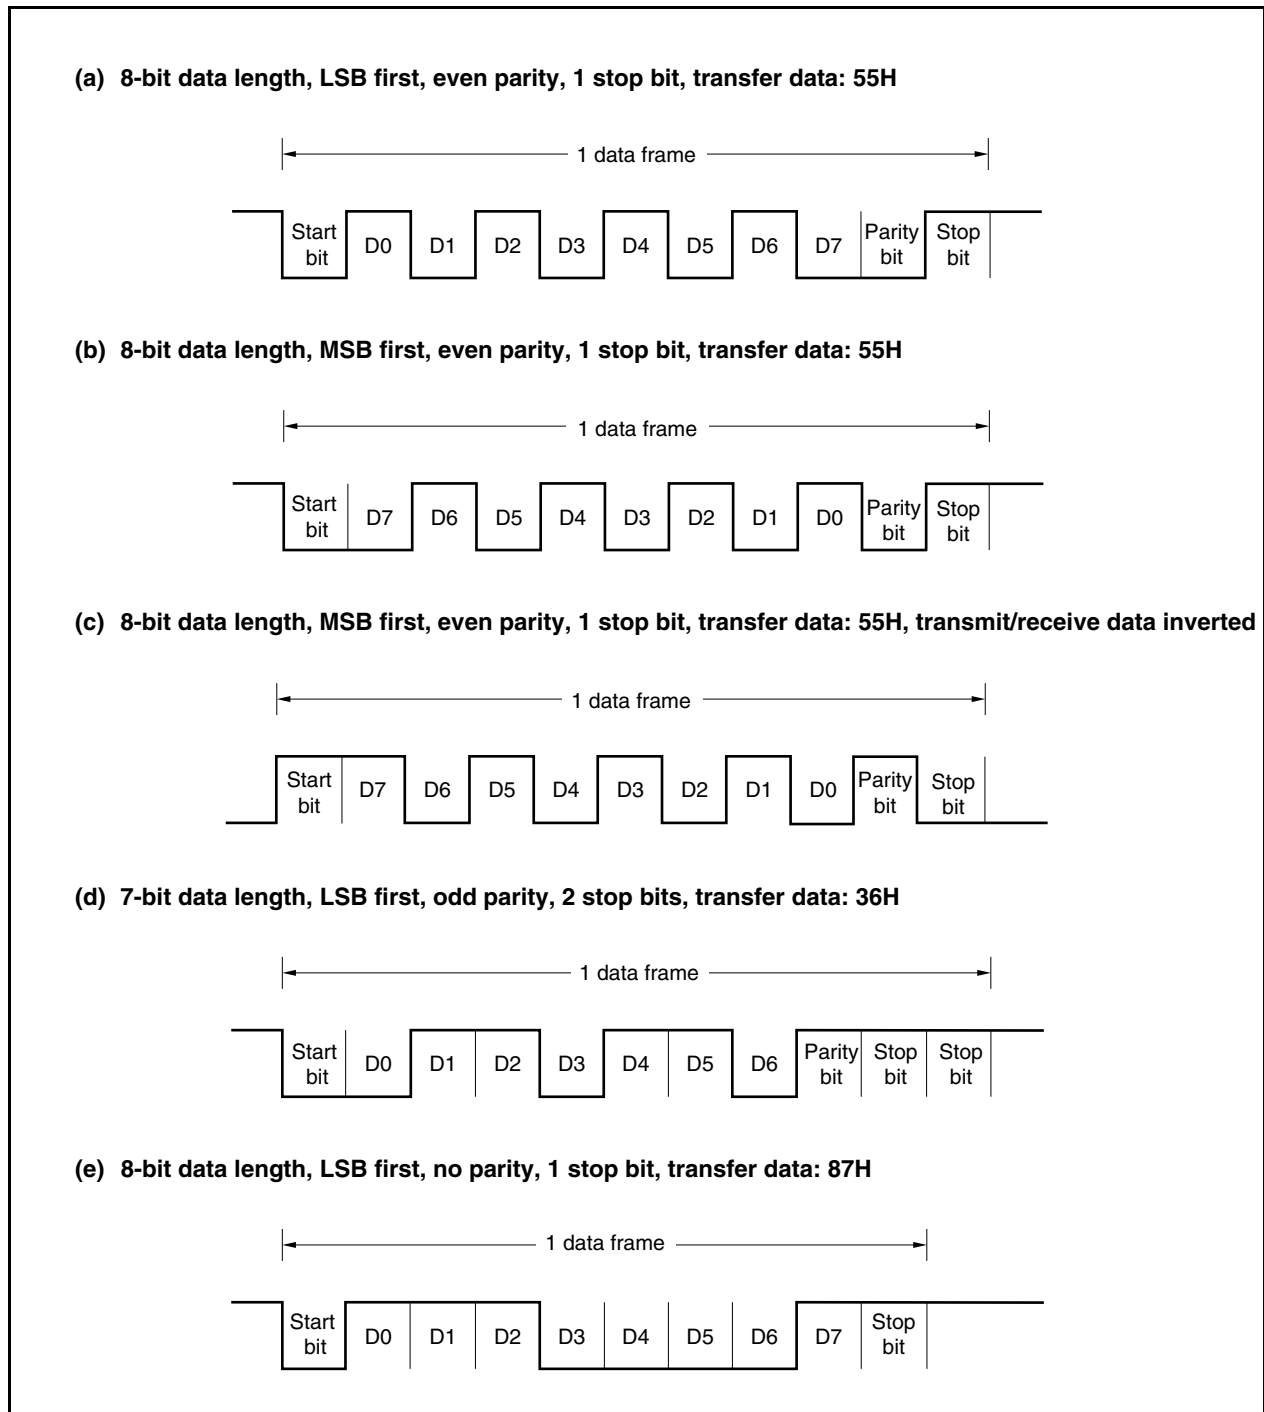 (a) 8-bit data length, LSB first, even parity, 1 stop bit, transfer data: 55H
1 data frame
Start bit D0 D1 D2 D3 D4 D5 D6 D7 Parity bit Stop bit
(b) 8-bit data length, MSB first, even parity, 1 stop bit, transfer data: 55H
1 data frame
Start bit D7 D6 D5 D4 D3 D2 D1 D0 Parity bit Stop bit
(c) 8-bit data length, MSB first, even parity, 1 stop bit, transfer data: 55H, transmit/receive data inverted
1 data frame
Start bit D7 D6 D5 D4 D3 D2 D1 D0 Parity bit Stop bit
(d) 7-bit data length, LSB first, odd parity, 2 stop bits, transfer data: 36H
1 data frame
Start bit D0 D1 D2 D3 D4 D5 D6 Parity bit Stop bit Stop bit
(e) 8-bit data length, LSB first, no parity, 1 stop bit, transfer data: 87H
1 data frame
Start bit D0 D1 D2 D3 D4 D5 D6 D7 Stop bit